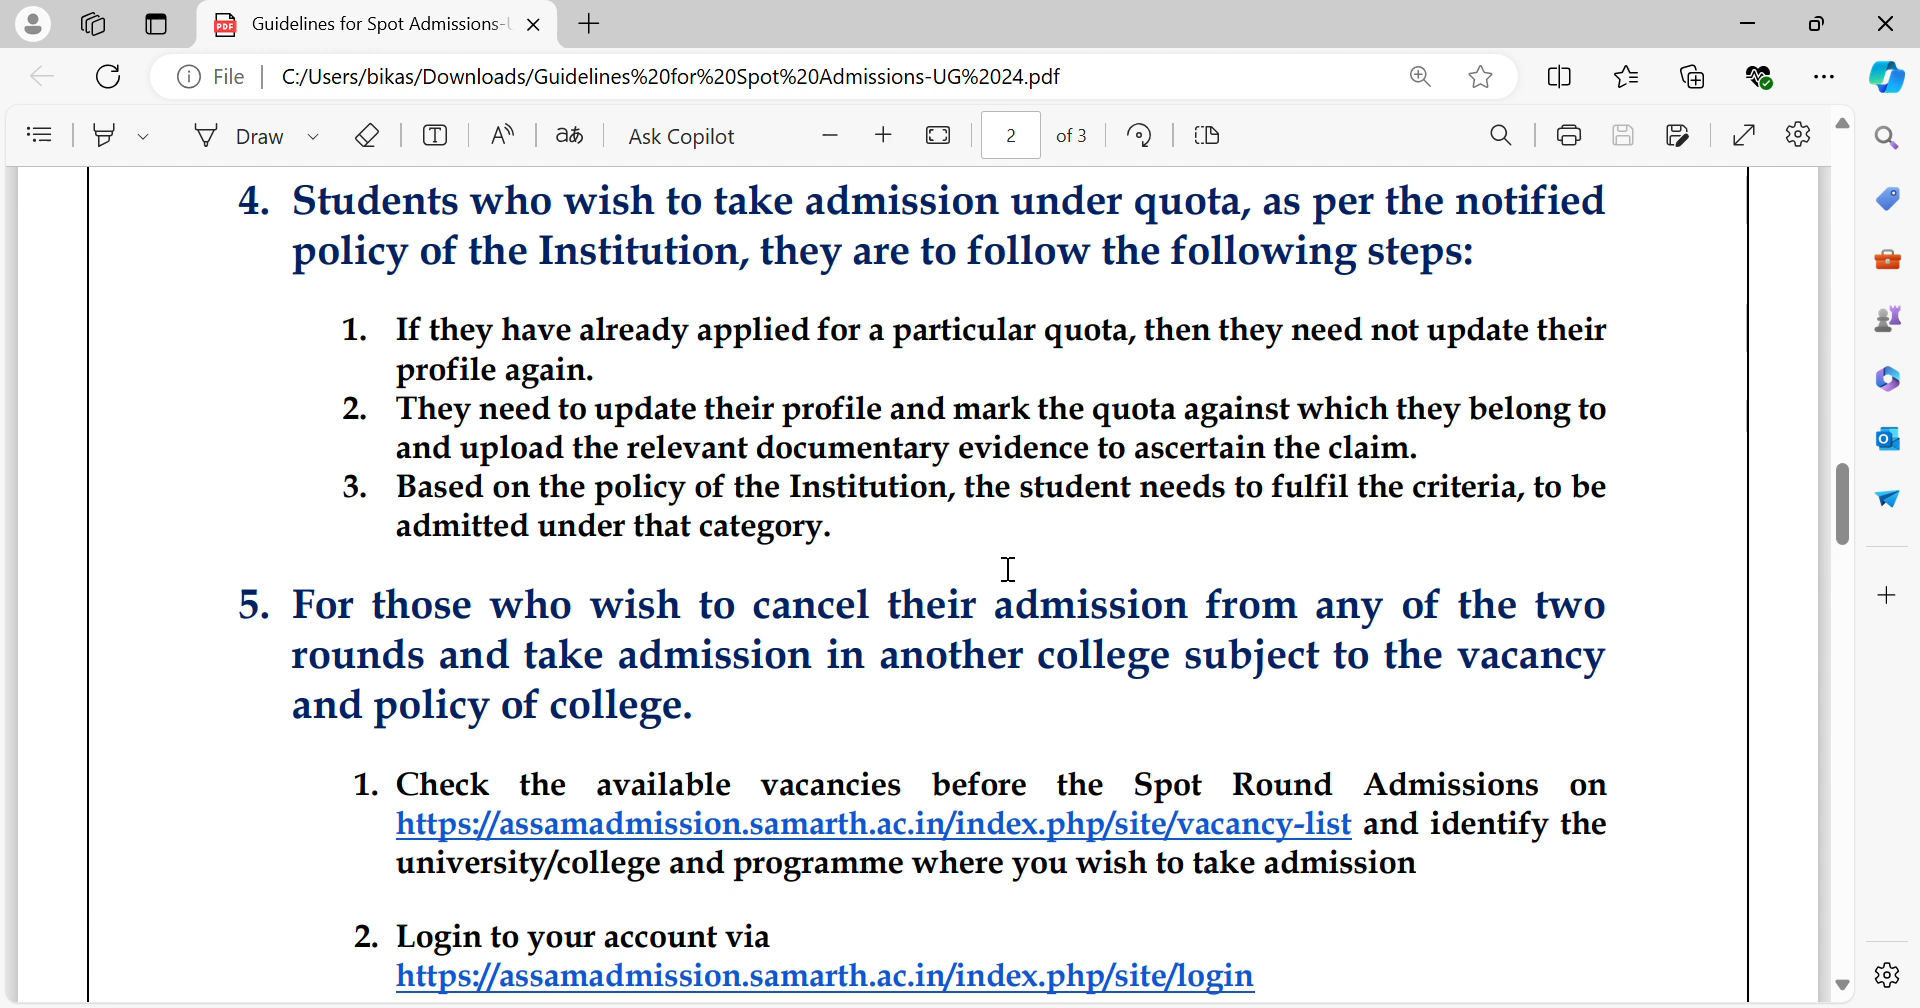 Guidelines for Spot Admissions-
File C:/Users/bikas/Downloads/Guidelines%20for%20Spot%20Admissions-UG%2024.pdf
Draw Ask Copilot 2 of 3
4. Students who wish to take admission under quota, as per the notified
policy of the Institution, they are to follow the following steps:
1. If they have already applied for a particular quota, then they need not update their
profile again.
2. They need to update their profile and mark the quota against which they belong to
and upload the relevant documentary evidence to ascertain the claim.
3. Based on the policy of the Institution, the student needs to fulfil the criteria, to be
admitted under that category.
5. For those who wish to cancel their admission from any of the two
rounds and take admission in another college subject to the vacancy
and policy of college.
1. Check the available vacancies before the Spot Round Admissions on
https://assamadmission.samarth.ac.in/index.php/site/vacancy-list and identify the
university/college and programme where you wish to take admission
2. Login to your account via
https://assamadmission.samarth.ac.in/index.php/site/login